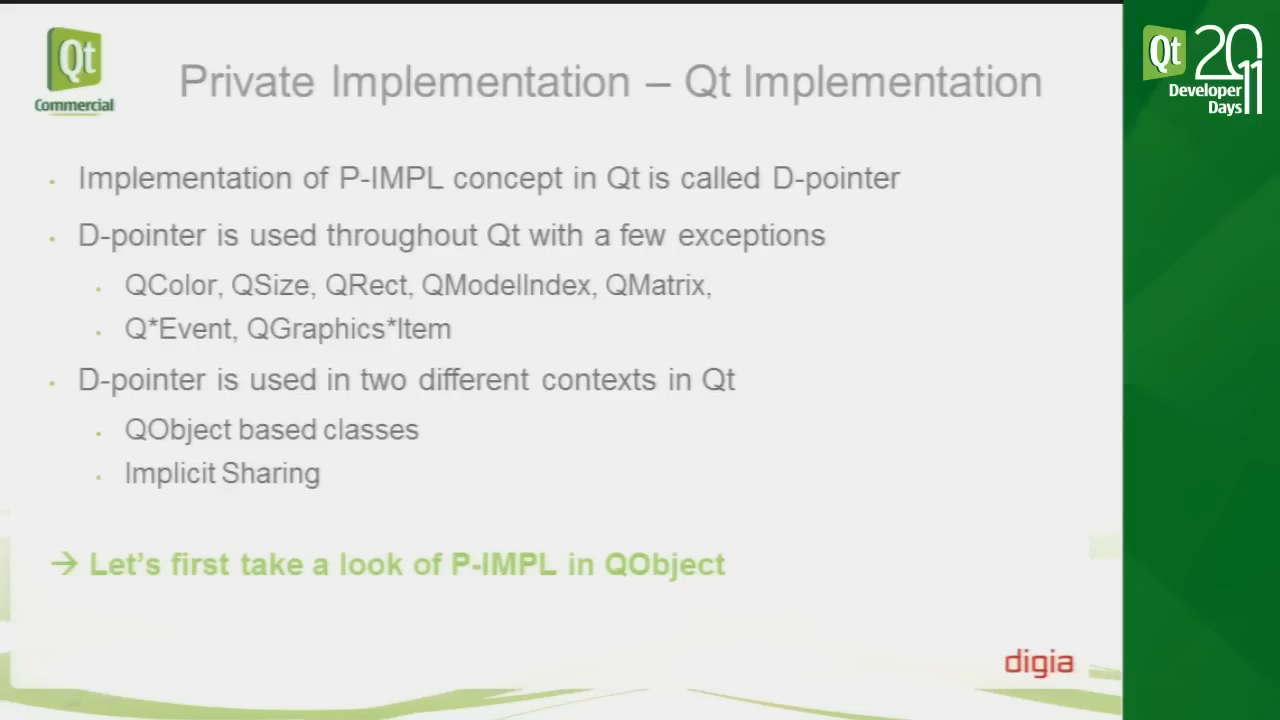 Qt
Commercial
Private Implementation – Qt Implementation
Qt 2011
Developer
Days
Implementation of P-IMPL concept in Qt is called D-pointer
D-pointer is used throughout Qt with a few exceptions
QColor, QSize, QRect, QModelIndex, QMatrix,
Q*Event, QGraphics*Item
D-pointer is used in two different contexts in Qt
QObject based classes
Implicit Sharing
→ Let's first take a look of P-IMPL in QObject
digia